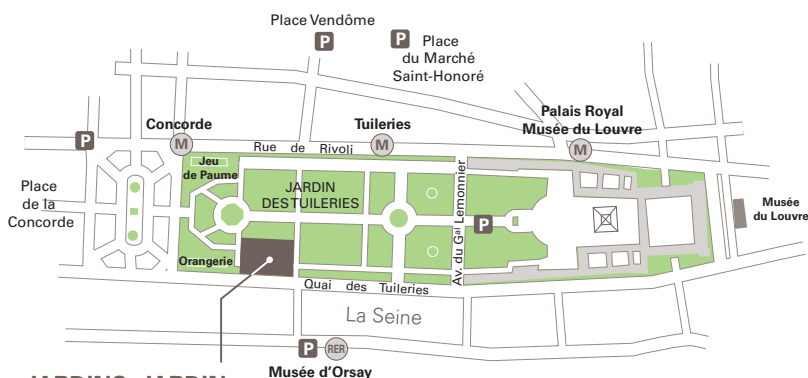 Place Vendôme
P
P
Place
du Marché
Saint-Honoré
Palais Royal
Musée du Louvre
Concorde
Tuileries
P
M
M
M
Rue de Rivoli
Jeu
de Paume
JARDIN
DES TUILERIES
Place
de la
Concorde
Av. du Gal Lemonnier
P
Musée
du Louvre
Orangerie
Quai des Tuileries
La Seine
P
RER
Musée d'Orsay
JARDINS, JARDIN